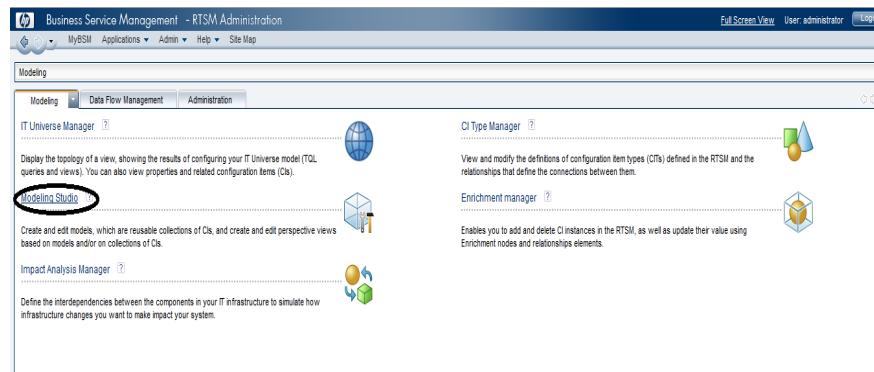 hp Business Service Management - RTSM Administration Full Screen View User: administrator
MyBSM Applications Admin Help Site Map
Modeling
Modeling Data Flow Management Administration
IT Universe Manager ?
Display the topology of a view, showing the results of configuring your IT Universe model (TQL
queries and views). You can also view properties and related configuration items (CIs).
Modeling Studio
Create and edit models, which are reusable collections of CIs, and create and edit perspective views
based on models and/or on collections of CIs.
Impact Analysis Manager ?
Define the interdependencies between the components in your IT infrastructure to simulate how
infrastructure changes you want to make impact your system.
CI Type Manager ?
View and modify the definitions of configuration item types (CITs) defined in the RTSM and the
relationships that define the connections between them.
Enrichment manager ?
Enables you to add and delete CI instances in the RTSM, as well as update their value using
Enrichment nodes and relationships elements.